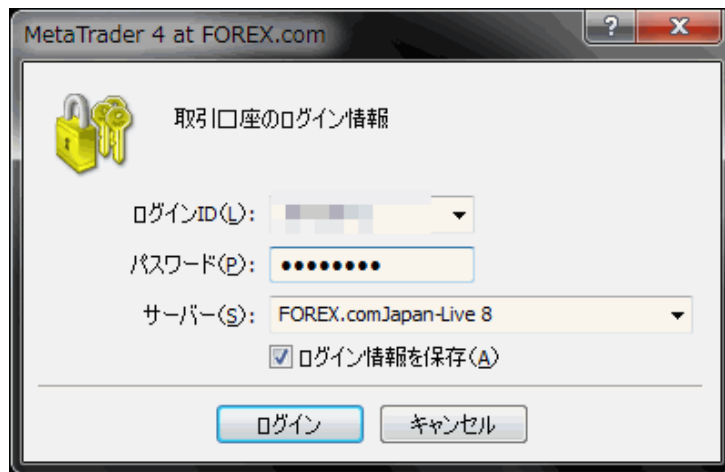 MetaTrader 4 at FOREX.com
取引口座のログイン情報
ログインID(L):
パスワード(P): ●●●●●●●●
サーバー(S): FOREX.comJapan-Live 8
ログイン情報を保存(A)
ログイン キャンセル